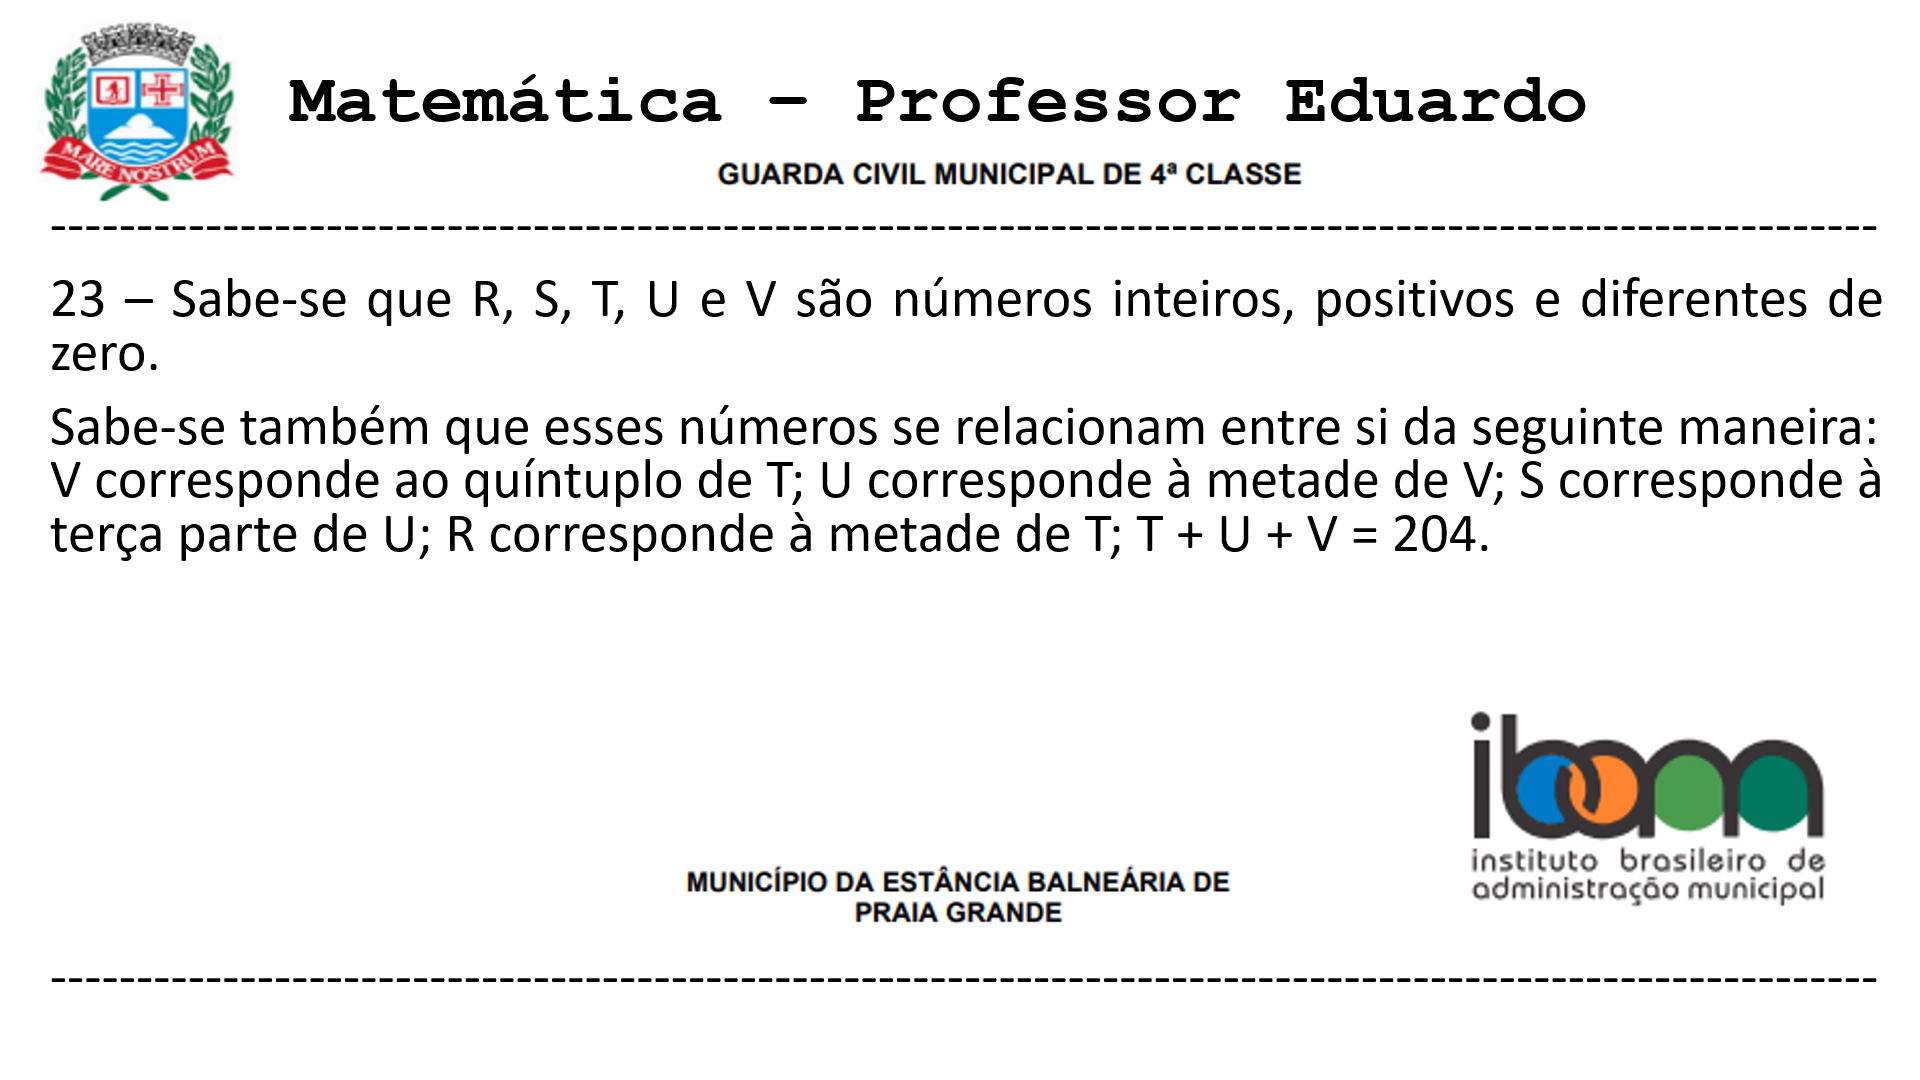 MARE NOSTRUM
Matemática – Professor Eduardo
GUARDA CIVIL MUNICIPAL DE 4ª CLASSE
23 – Sabe-se que R, S, T, U e V são números inteiros, positivos e diferentes de
zero.
Sabe-se também que esses números se relacionam entre si da seguinte maneira:
V corresponde ao quíntuplo de T; U corresponde à metade de V; S corresponde à
terça parte de U; R corresponde à metade de T; T + U + V = 204.
ibam
instituto brasileiro de
administração municipal
MUNICÍPIO DA ESTÂNCIA BALNEÁRIA DE
PRAIA GRANDE